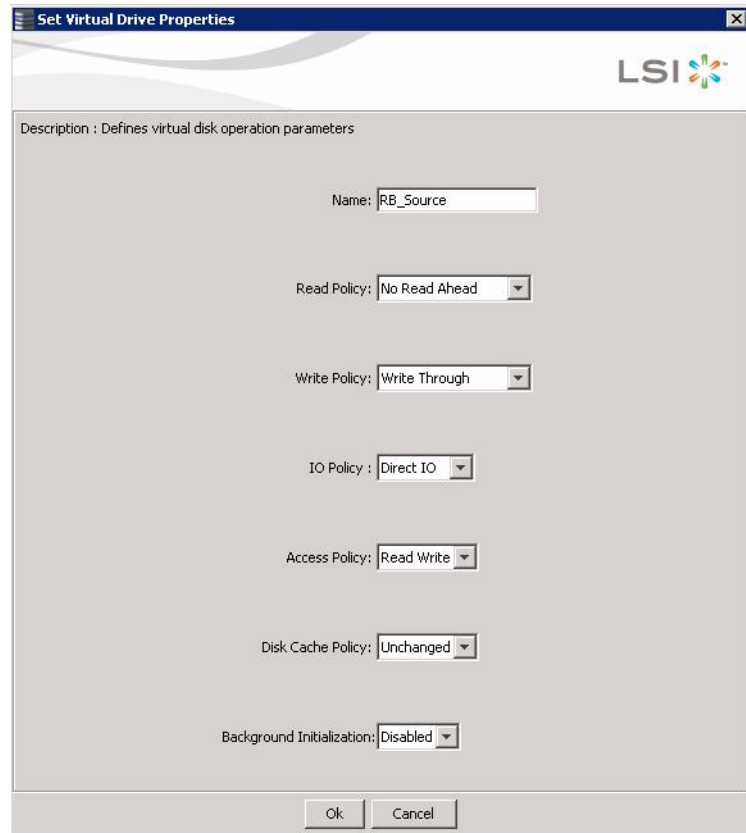 Set Virtual Drive Properties
LSI
Description : Defines virtual disk operation parameters
Name: RB_Source
Read Policy: No Read Ahead
Write Policy: Write Through
IO Policy : Direct IO
Access Policy: Read Write
Disk Cache Policy: Unchanged
Background Initialization: Disabled
Ok Cancel